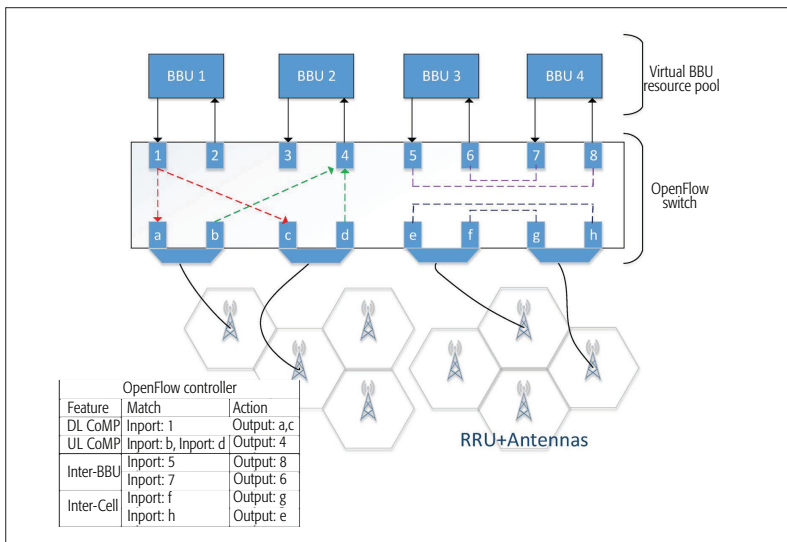 BBU 1
BBU 2
BBU 3
BBU 4
Virtual BBU
resource pool
1
2
3
4
5
6
7
8
OpenFlow
switch
a
b
c
d
e
f
g
h
OpenFlow controller
Feature Match Action
DL CoMP Inport: 1 Output: a,c
UL CoMP Inport: b, Inport: d Output: 4
Inter-BBU Inport: 5 Output: 8
Inport: 7 Output: 6
Inter-Cell Inport: f Output: g
Inport: h Output: e
RRU+Antennas